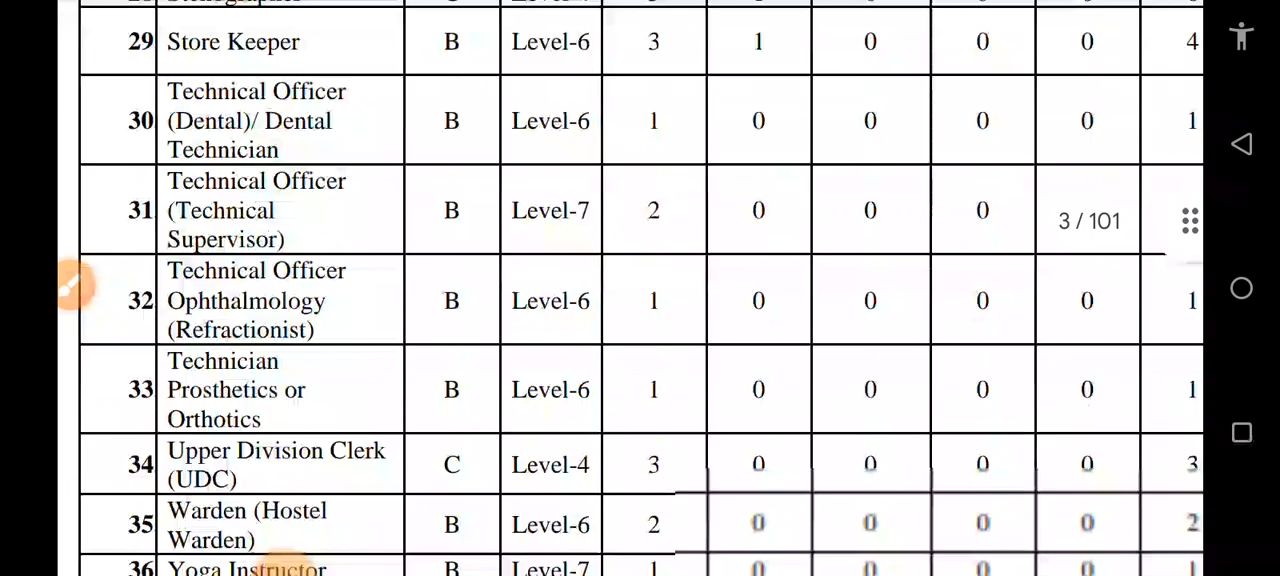 29 Store Keeper B Level-6 3 1 0 0 0 4
Technical Officer
30. (Dental)/ Dental B Level-6 1 0 0 0 0 1
Technician
Technical Officer
31. (Technical B Level-7 2 0 0 0 3 / 101
Supervisor)
Technical Officer
32. Ophthalmology B Level-6 1 0 0 0 0 1
(Refractionist)
Technician
33. Prosthetics or B Level-6 1 0 0 0 0 1
Orthotics
Upper Division Clerk
34. C Level-4 3 0 0 0 0 3
(UDC)
Warden (Hostel
35. B Level-6 2 0 0 0 0 2
Warden)
36. Yoga Instructor B Level-7 1 0 0 0 0 1